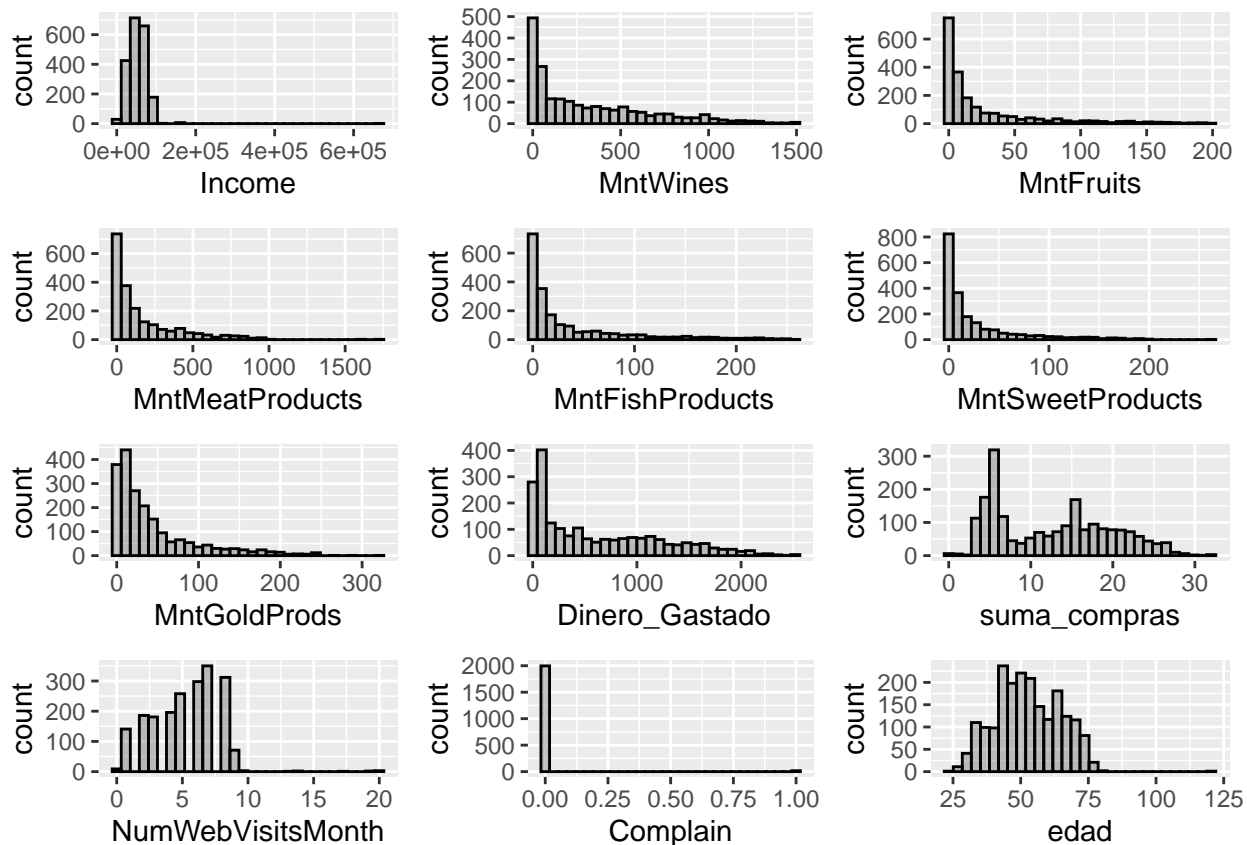 count
600
400
200
0
0e+00 2e+05 4e+05 6e+05
Income
count
500
400
300
200
100
0
0 500 1000 1500
MntWines
count
600
400
200
0
0 50 100 150 200
MntFruits
count
600
400
200
0
0 500 1000 1500
MntMeatProducts
count
600
400
200
0
0 100 200
MntFishProducts
count
800
600
400
200
0
0 100 200
MntSweetProducts
count
400
300
200
100
0
0 100 200 300
MntGoldProds
count
400
300
200
100
0
0 1000 2000
Dinero_Gastado
count
300
200
100
0
0 10 20 30
suma_compras
count
300
200
100
0
0 5 10 15 20
NumWebVisitsMonth
count
2000
1500
1000
500
0
0.00 0.25 0.50 0.75 1.00
Complain
count
200
150
100
50
0
25 50 75 100 125
edad